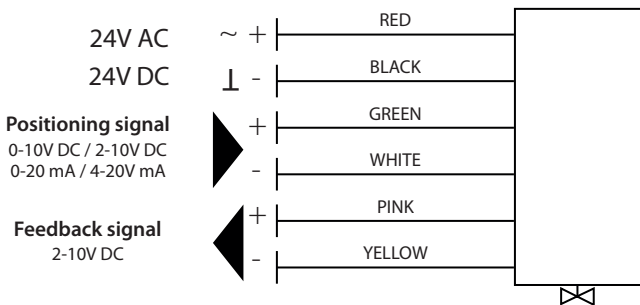 24V AC ~ + RED
24V DC ⊥ - BLACK
Positioning signal + GREEN
0-10V DC / 2-10V DC
0-20 mA / 4-20V mA - WHITE
Feedback signal + PINK
2-10V DC - YELLOW